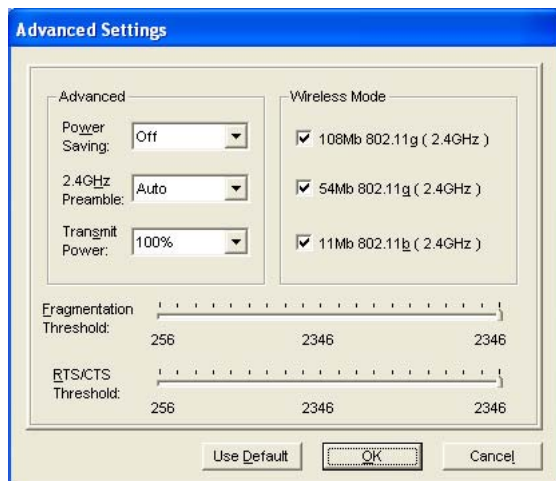 Advanced Settings
Advanced
Power Saving:
Off
2.4GHz Preamble:
Auto
Transmit Power:
100%
Wireless Mode
108Mb 802.11g ( 2.4GHz )
54Mb 802.11g ( 2.4GHz )
11Mb 802.11b ( 2.4GHz )
Fragmentation Threshold:
256 2346 2346
RTS/CTS Threshold:
256 2346 2346
Use Default OK Cancel